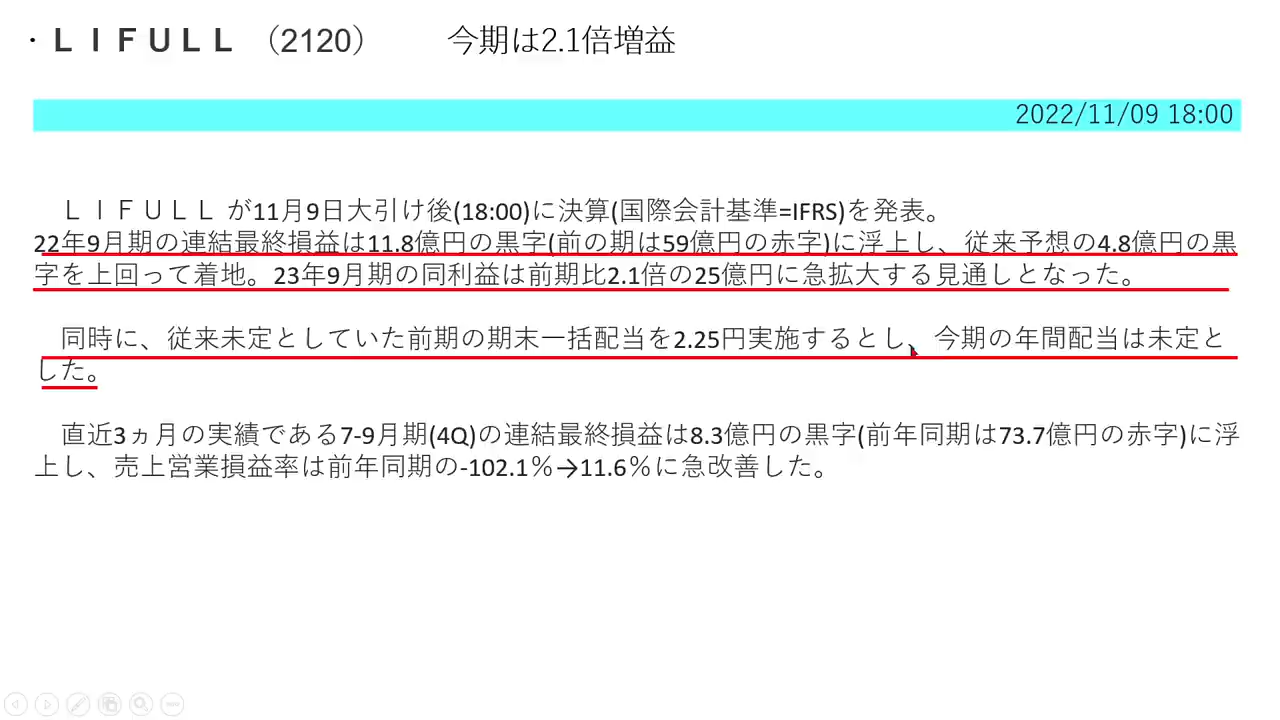 ・ＬＩＦＵＬＬ（2120）　　今期は2.1倍増益
2022/11/09 18:00
ＬＩＦＵＬＬ が11月9日大引け後(18:00)に決算(国際会計基準=IFRS)を発表。
22年9月期の連結最終損益は11.8億円の黒字(前の期は59億円の赤字)に浮上し、従来予想の4.8億円の黒
字を上回って着地。23年9月期の同利益は前期比2.1倍の25億円に急拡大する見通しとなった。
同時に、従来未定としていた前期の期末一括配当を2.25円実施するとし、今期の年間配当は未定と
した。
直近3ヵ月の実績である7-9月期(4Q)の連結最終損益は8.3億円の黒字(前年同期は73.7億円の赤字)に浮
上し、売上営業損益率は前年同期の-102.1％→11.6％に急改善した。